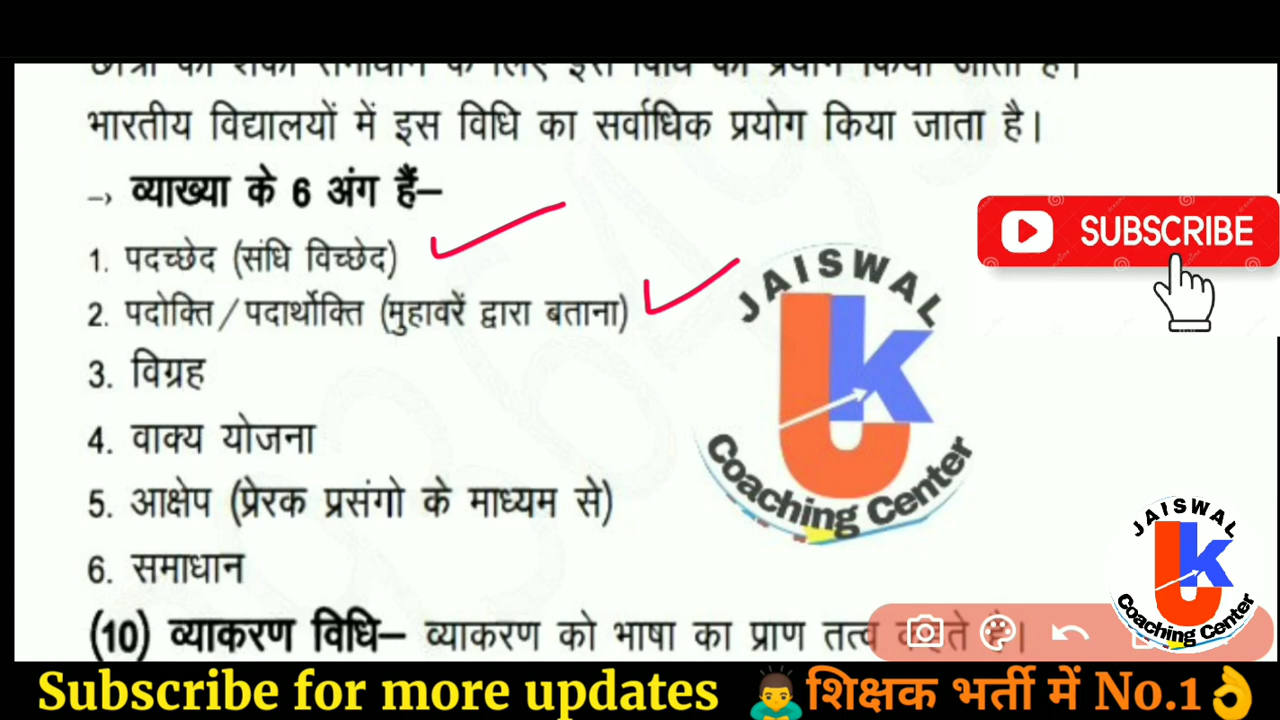 भारतीय विद्यालयों में इस विधि का सर्वाधिक प्रयोग किया जाता है।
→ व्याख्या के 6 अंग हैं–
1. पदच्छेद (संधि विच्छेद)
2. पदोक्ति / पदार्थोक्ति (मुहावरें द्वारा बताना)
3. विग्रह
4. वाक्य योजना
5. आक्षेप (प्रेरक प्रसंगो के माध्यम से)
6. समाधान
(10) व्याकरण विधि– व्याकरण को भाषा का प्राण तत्व
SUBSCRIBE
JAISWAL
JK
Coaching Center
JAISWAL
JK
Coaching Center
Subscribe for more updates 🙇‍♂️शिक्षक भर्ती में No.1👌